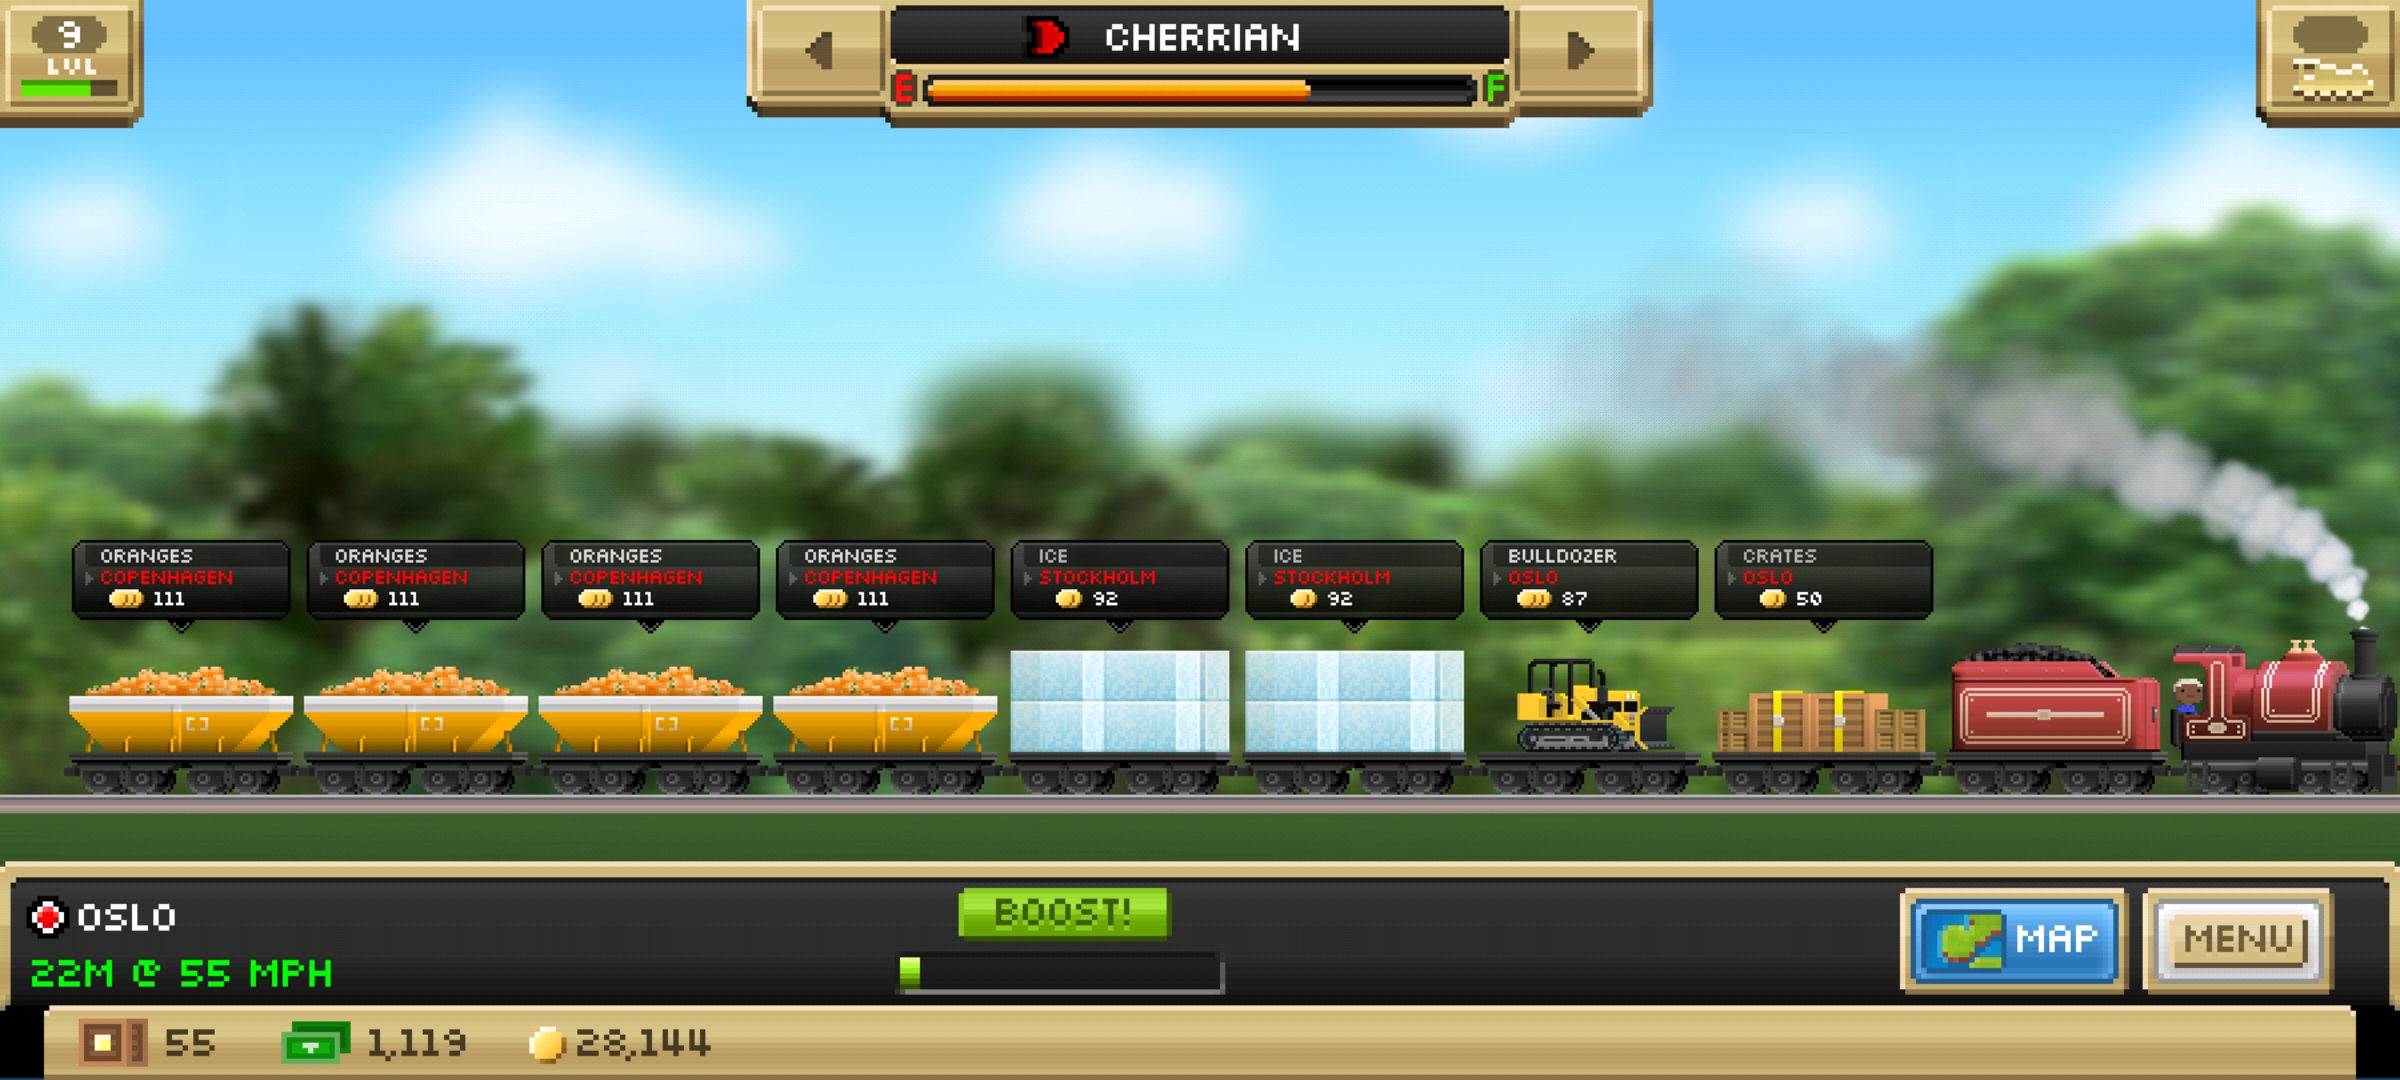 9
LVL
CHERRIAN
E
F
ORANGES
COPENHAGEN
111
ORANGES
COPENHAGEN
111
ORANGES
COPENHAGEN
111
ORANGES
COPENHAGEN
111
ICE
STOCKHOLM
92
ICE
STOCKHOLM
92
BULLDOZER
OSLO
87
CRATES
OSLO
50
OSLO
22M @ 55 MPH
BOOST!
MAP
MENU
55
1,119
28,144